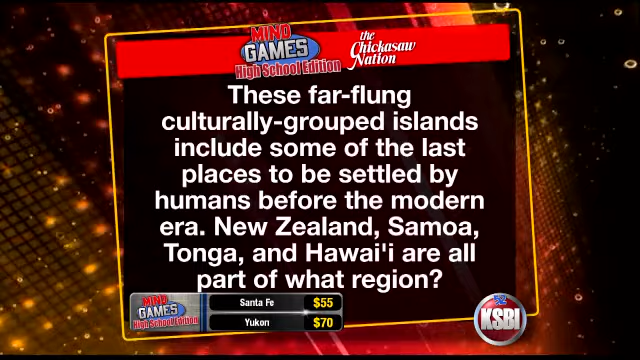 MIND
GAMES
High School Edition
the
Chickasaw
Nation
These far-flung
culturally-grouped islands
include some of the last
places to be settled by
humans before the modern
era. New Zealand, Samoa,
Tonga, and Hawai'i are all
part of what region?
MIND
GAMES
High School Edition
Santa Fe $55
Yukon $70
52
KSBI